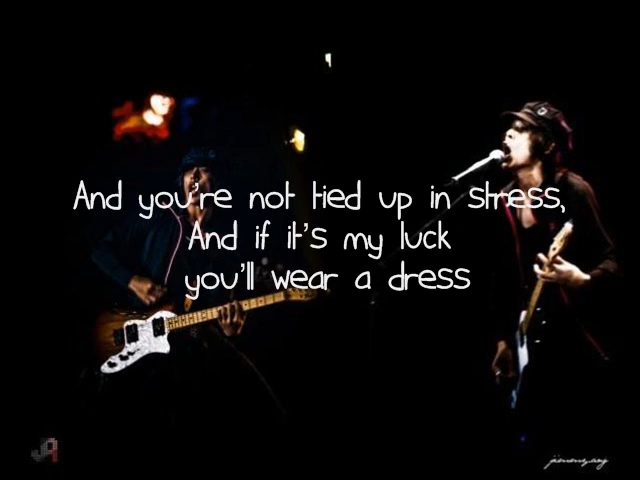 And you're not tied up in stress,
And if it's my luck
you'll wear a dress